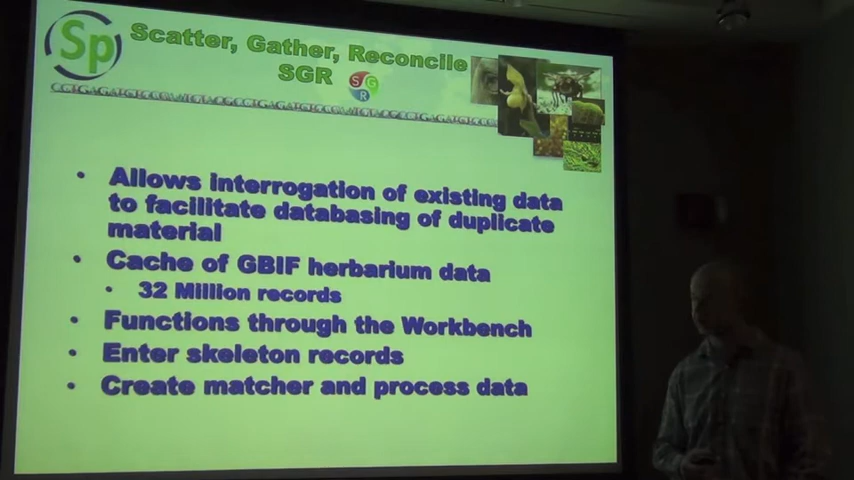 Sp
Scatter, Gather, Reconcile
SGR
S G
R
• Allows interrogation of existing data
to facilitate databasing of duplicate
material
• Cache of GBIF herbarium data
• 32 Million records
• Functions through the Workbench
• Enter skeleton records
• Create matcher and process data